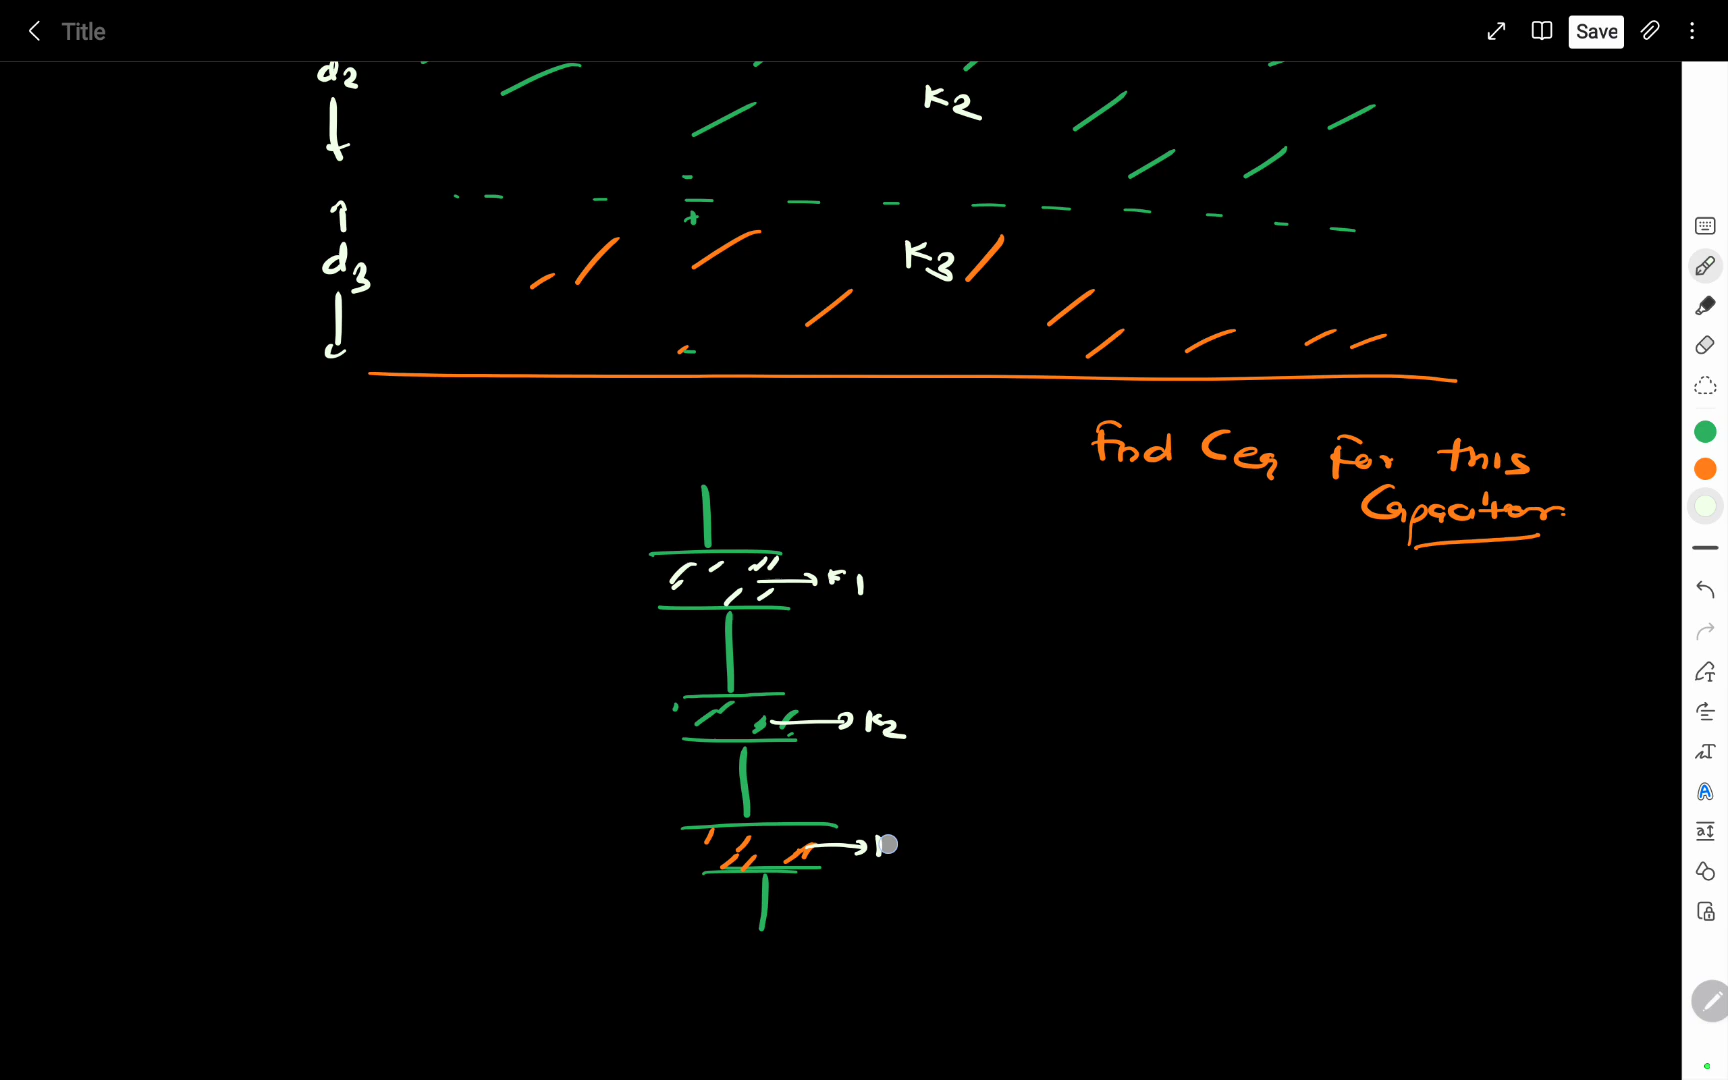 Title
Save
d2
K2
d3
K3
Find Ceq For this
Capacitor
K1
K2